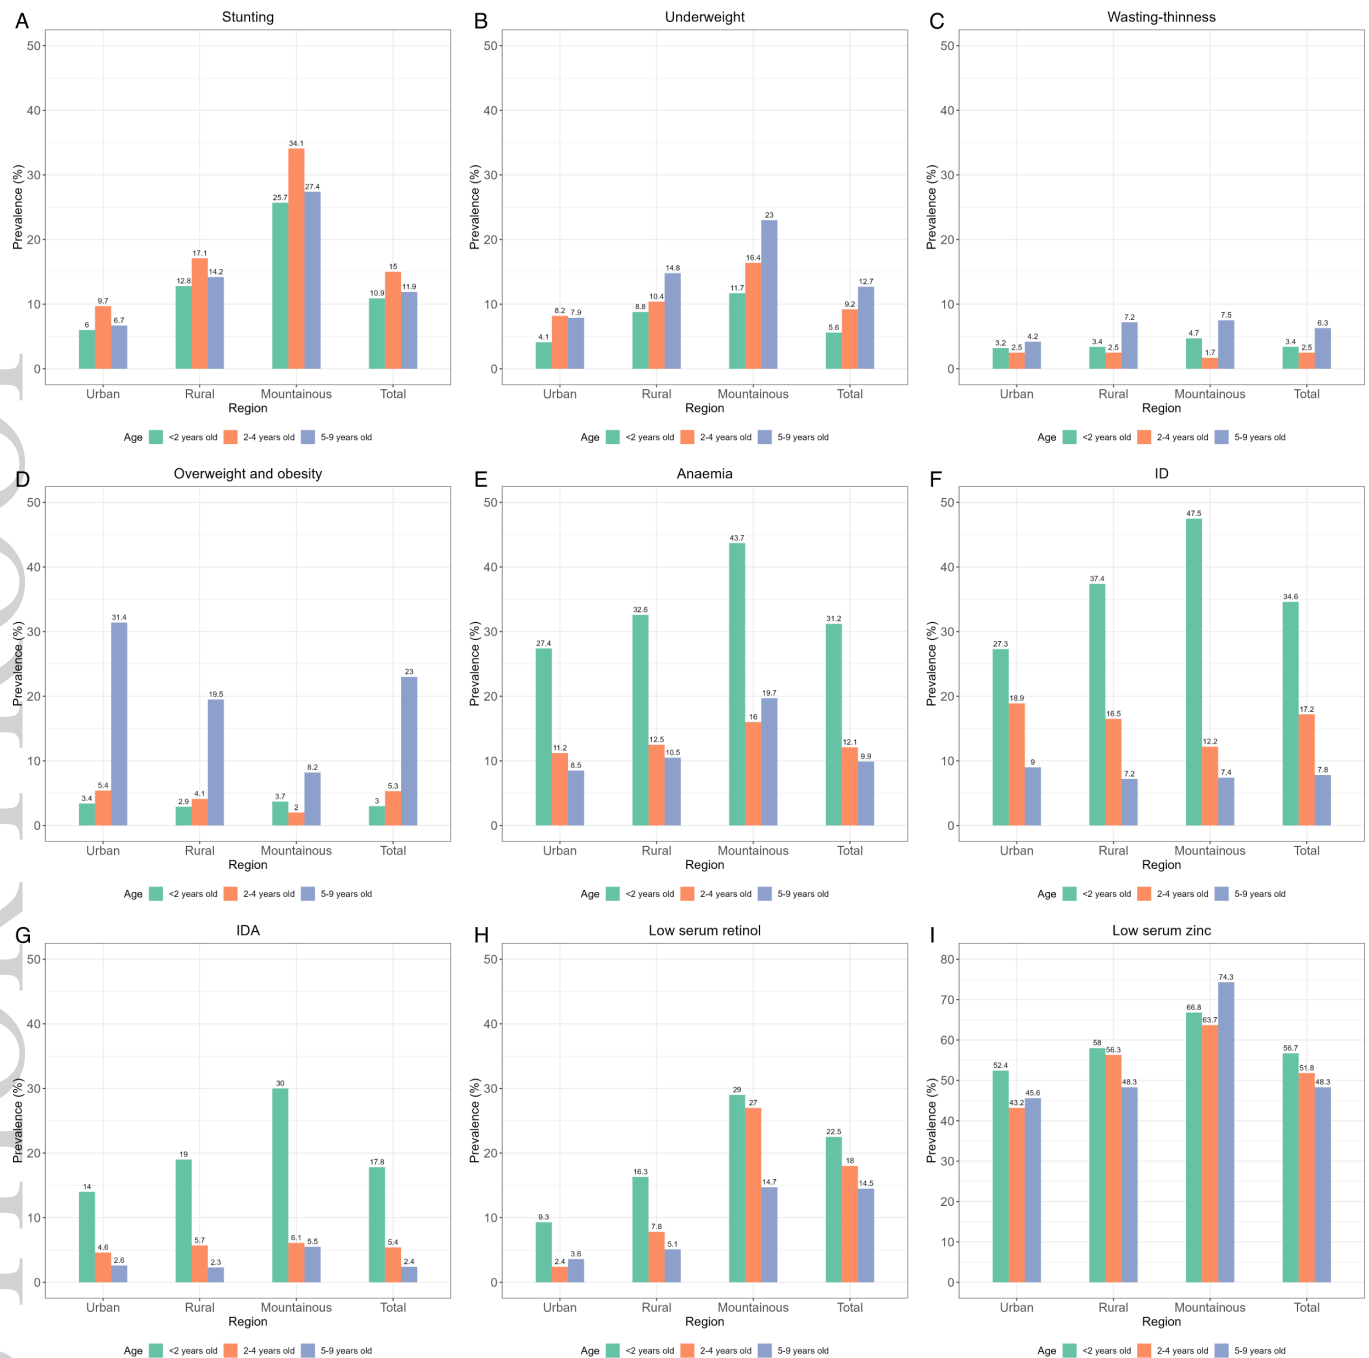 A Stunting
50
40
30
20
10
0
Prevalence (%)
6 9.7 6.7
12.8 17.1 14.2
25.7 34.1 27.4
10.9 15 11.9
Urban Rural Mountainous Total
Region
Age <2 years old 2-4 years old 5-9 years old
B Underweight
50
40
30
20
10
0
Prevalence (%)
4.1 8.2 7.9
8.8 10.4 14.8
11.7 16.4 23
5.6 9.2 12.7
Urban Rural Mountainous Total
Region
Age <2 years old 2-4 years old 5-9 years old
C Wasting-thinness
50
40
30
20
10
0
Prevalence (%)
3.2 2.5 4.2
3.4 2.5 7.2
4.7 1.7 7.5
3.4 2.5 6.3
Urban Rural Mountainous Total
Region
Age <2 years old 2-4 years old 5-9 years old
D Overweight and obesity
50
40
30
20
10
0
Prevalence (%)
3.4 5.4 31.4
2.9 4.1 19.5
3.7 2 8.2
3 5.3 23
Urban Rural Mountainous Total
Region
Age <2 years old 2-4 years old 5-9 years old
E Anaemia
50
40
30
20
10
0
Prevalence (%)
27.4 11.2 8.5
32.6 12.5 10.5
43.7 16 19.7
31.2 12.1 9.9
Urban Rural Mountainous Total
Region
Age <2 years old 2-4 years old 5-9 years old
F ID
50
40
30
20
10
0
Prevalence (%)
27.3 18.9 9
37.4 16.5 7.2
47.5 12.2 7.4
34.6 17.2 7.8
Urban Rural Mountainous Total
Region
Age <2 years old 2-4 years old 5-9 years old
G IDA
50
40
30
20
10
0
Prevalence (%)
14 4.6 2.6
19 5.7 2.3
30 6.1 5.5
17.8 5.4 2.4
Urban Rural Mountainous Total
Region
Age <2 years old 2-4 years old 5-9 years old
H Low serum retinol
50
40
30
20
10
0
Prevalence (%)
9.3 2.4 3.6
16.3 7.8 5.1
29 27 14.7
22.5 18 14.5
Urban Rural Mountainous Total
Region
Age <2 years old 2-4 years old 5-9 years old
I Low serum zinc
80
70
60
50
40
30
20
10
0
Prevalence (%)
52.4 43.2 45.6
58 56.3 48.3
66.8 63.7 74.3
56.7 51.8 48.3
Urban Rural Mountainous Total
Region
Age <2 years old 2-4 years old 5-9 years old